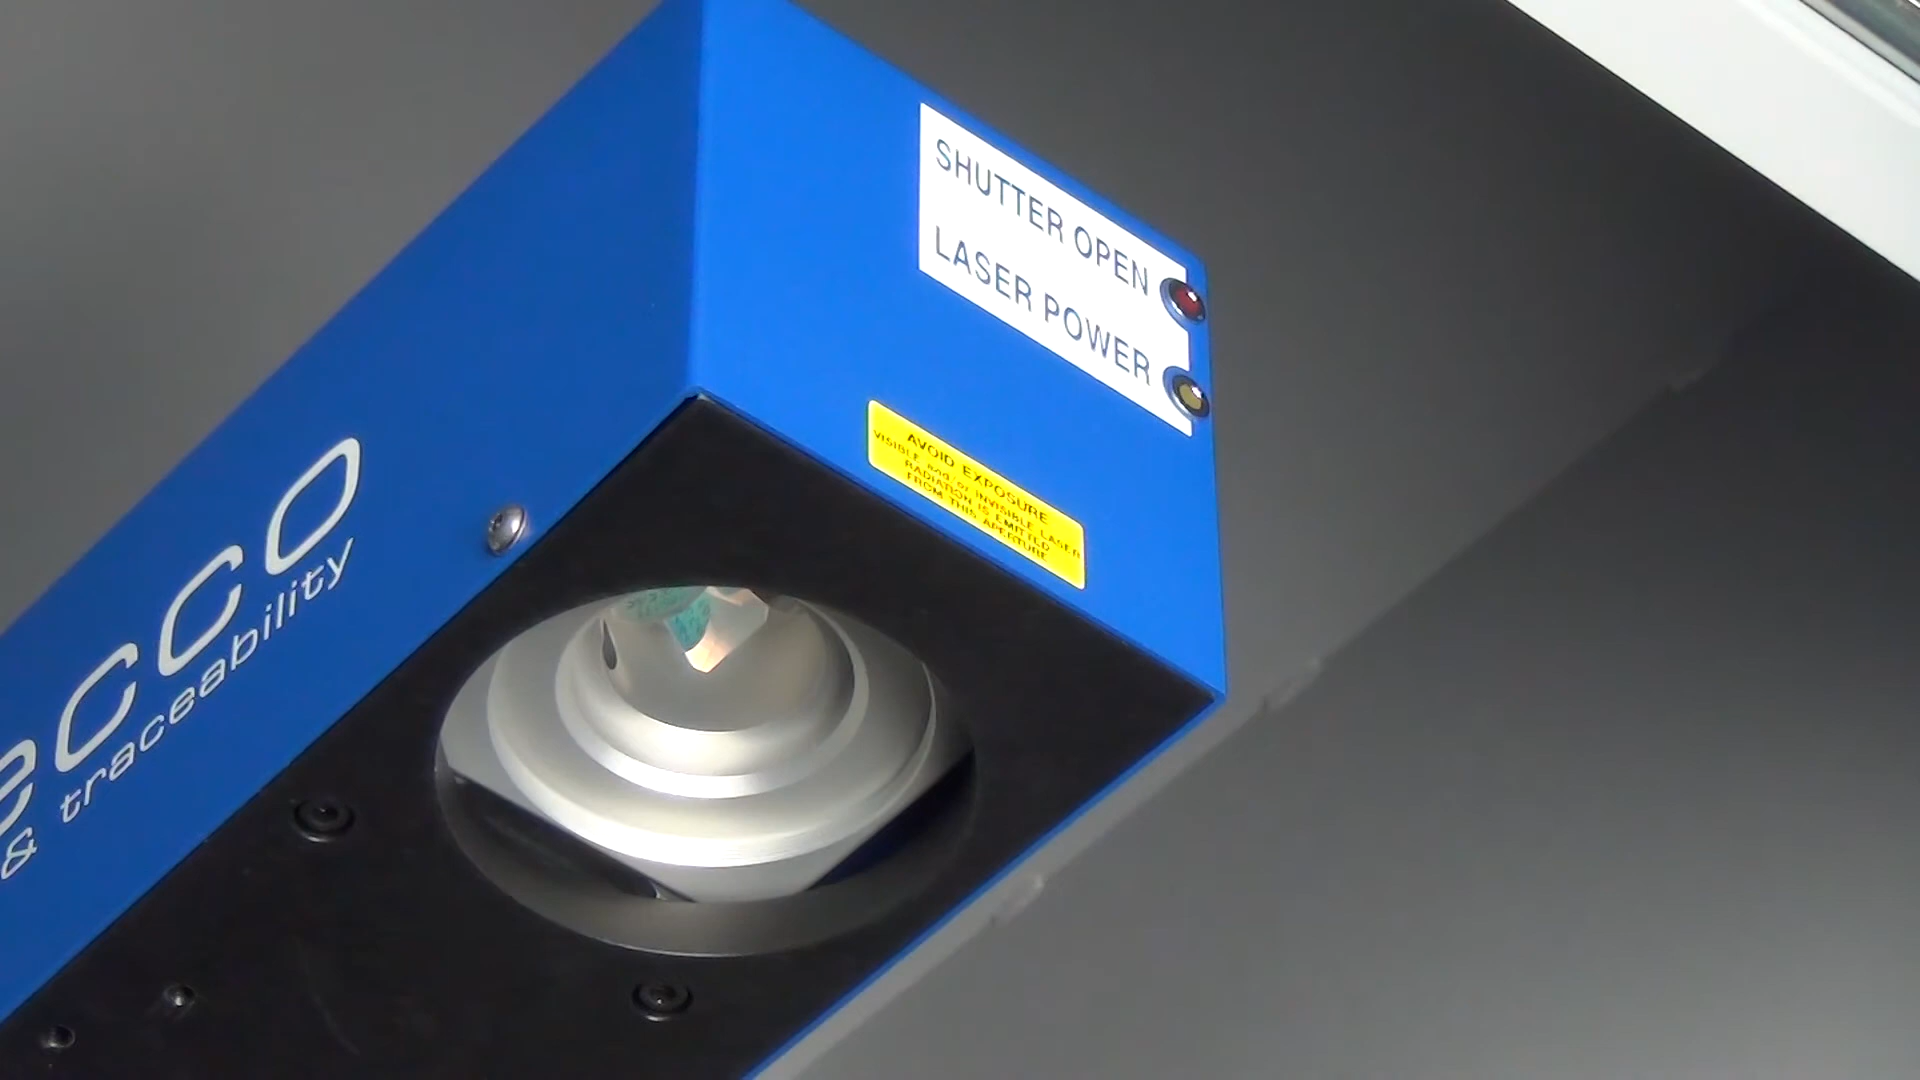 SHUTTER OPEN
LASER POWER
AVOID EXPOSURE
VISIBLE and/or INVISIBLE LASER
RADIATION IS EMITTED
FROM THIS APERTURE
ecco
& traceability